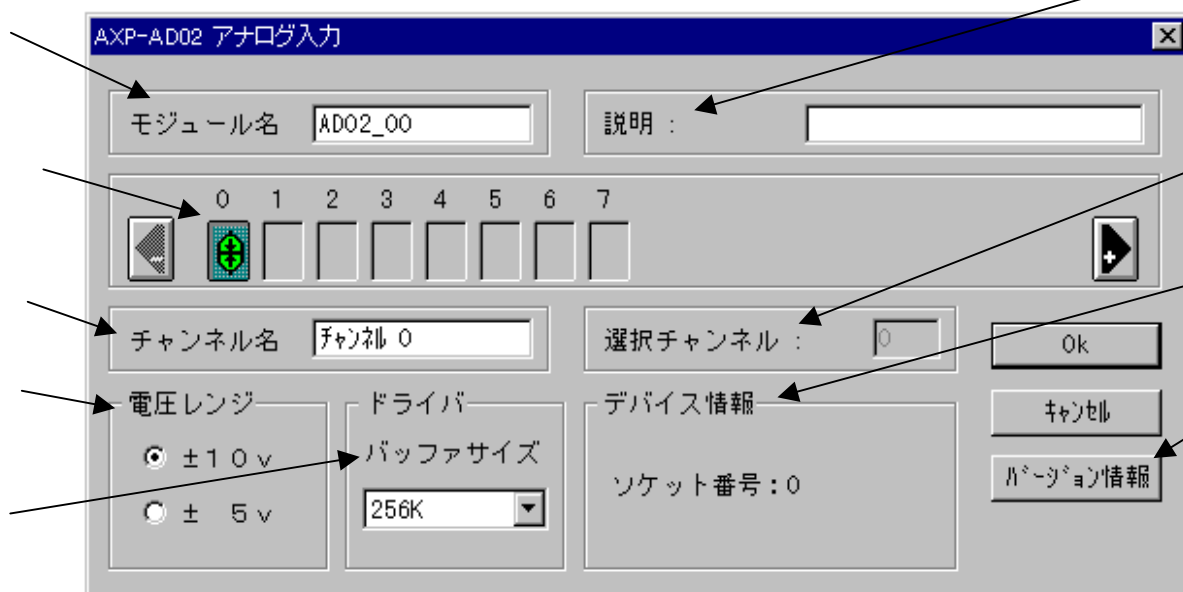 AXP-AD02 アナログ入力
モジュール名 AD02_00
説明 :
0 1 2 3 4 5 6 7
チャンネル名 ﾁｬﾝﾈﾙ 0
選択チャンネル : 0
Ok
電圧レンジ
±10v
± 5v
ドライバ
バッファサイズ
256K
デバイス情報
ソケット番号:0
ｷｬﾝｾﾙ
ﾊﾞｰｼﾞｮﾝ情報